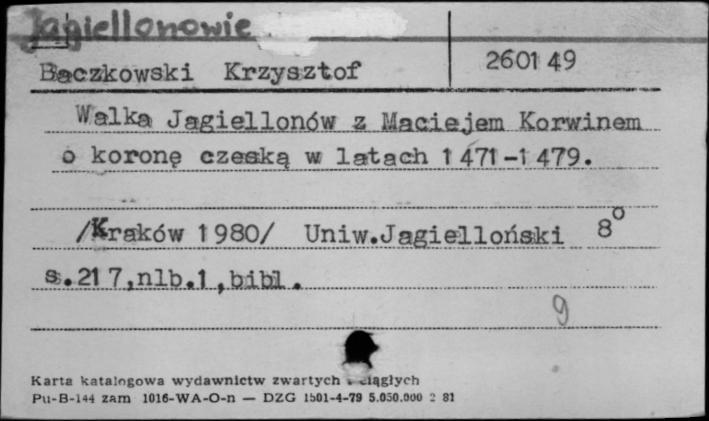 Jagiellonowie
Baczkowski Krzysztof 260149
Walka Jagiellonów z Maciejem Korwinem
o koronę czeską w latach 1471-1479.
/Kraków 1980/ Uniw.Jagielloński 8°
s.217,nlb.1,bibl.
9
Karta katalogowa wydawnictw zwartych ciągłych
Pu-B-144 zam 1016-WA-O-n — DZG 1501-4-79 5.050.000 2 81